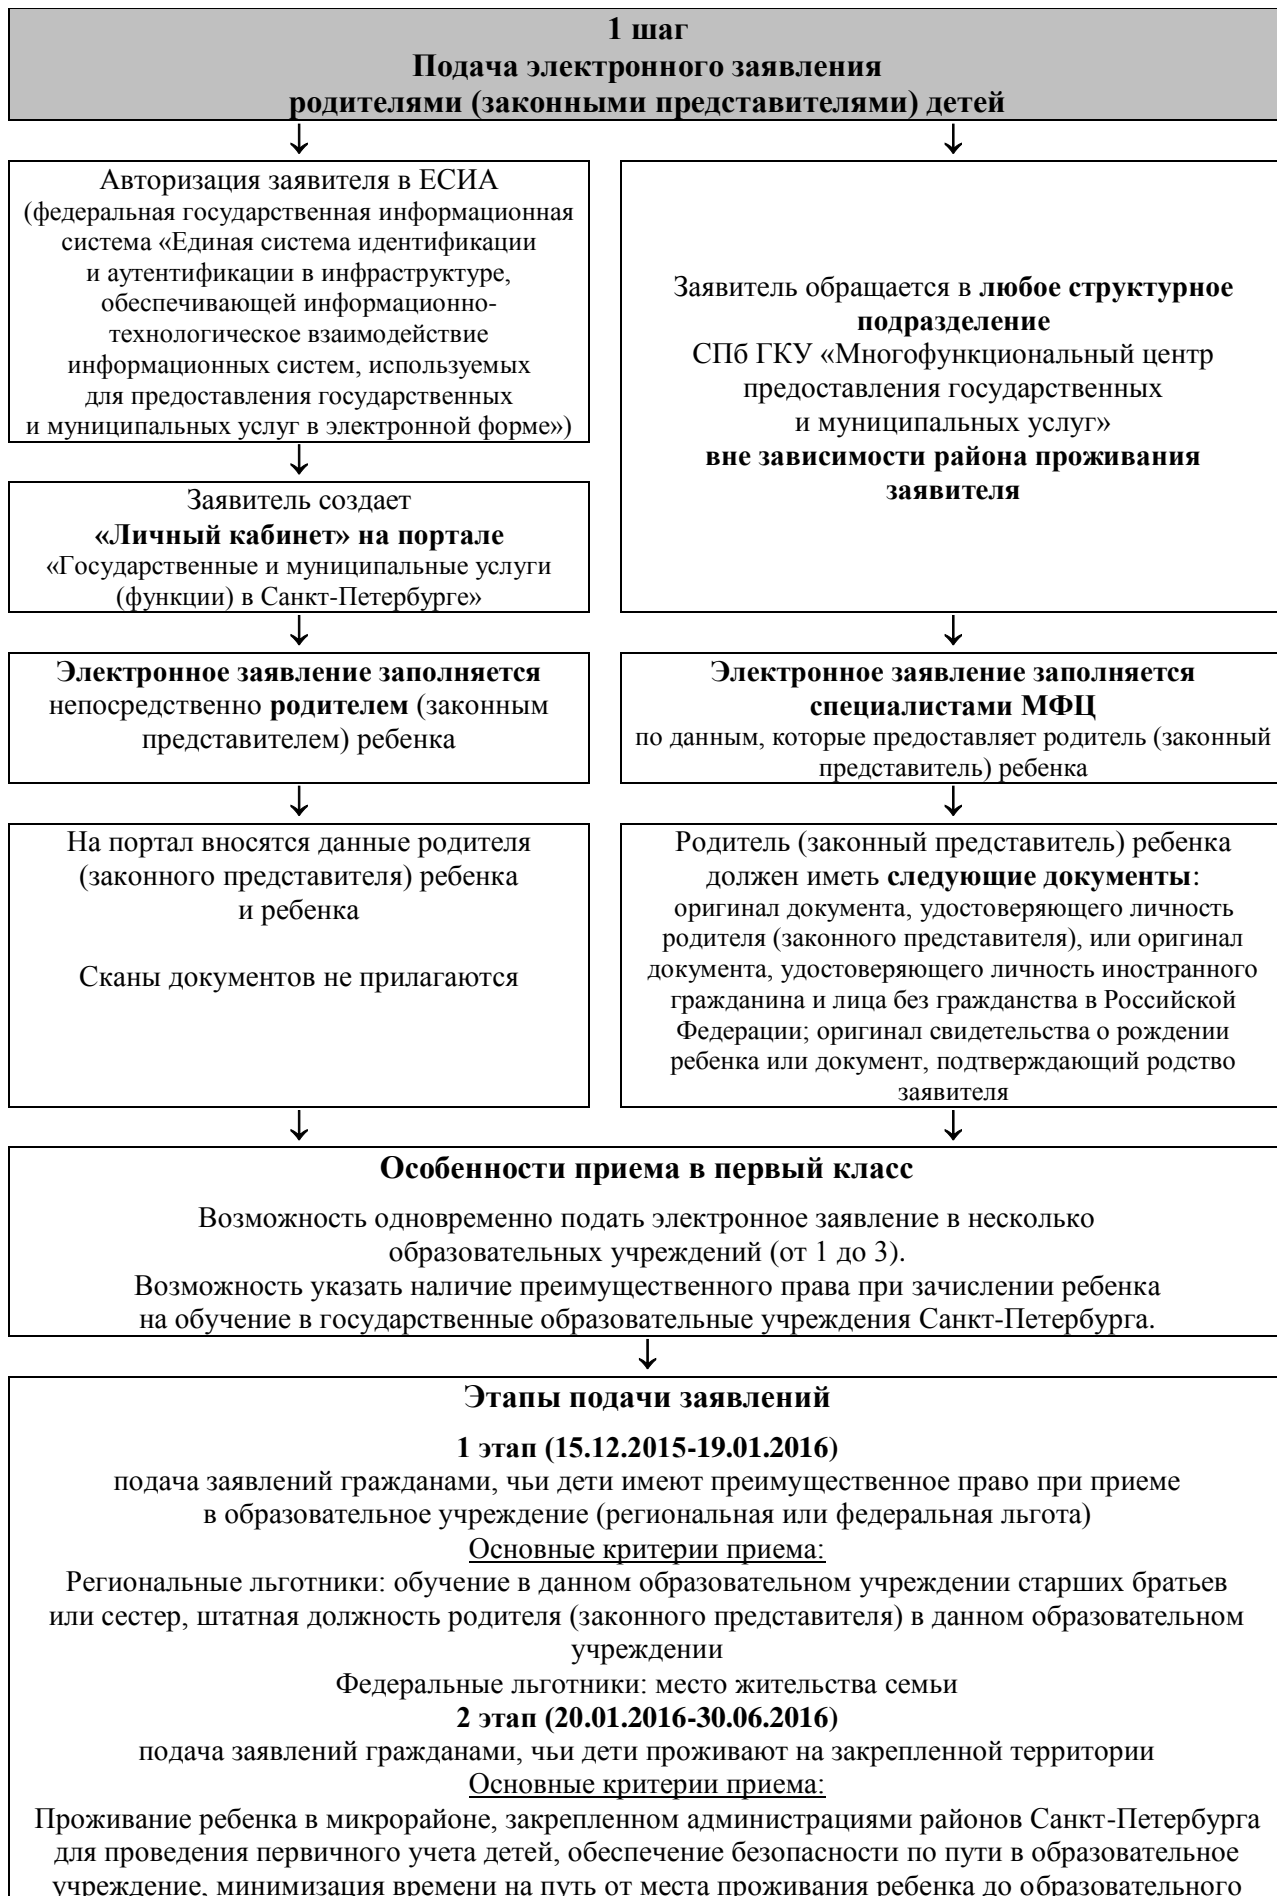 1 шаг
Подача электронного заявления
родителями (законными представителями) детей
↓
↓
Авторизация заявителя в ЕСИА
(федеральная государственная информационная
система «Единая система идентификации
и аутентификации в инфраструктуре,
обеспечивающей информационно-
технологическое взаимодействие
информационных систем, используемых
для предоставления государственных
и муниципальных услуг в электронной форме»)
↓
Заявитель создает
«Личный кабинет» на портале
«Государственные и муниципальные услуги
(функции) в Санкт-Петербурге»
Заявитель обращается в любое структурное
подразделение
СПб ГКУ «Многофункциональный центр
предоставления государственных
и муниципальных услуг»
вне зависимости района проживания
заявителя
↓
↓
Электронное заявление заполняется
непосредственно родителем (законным
представителем) ребенка
Электронное заявление заполняется
специалистами МФЦ
по данным, которые предоставляет родитель (законный
представитель) ребенка
↓
↓
На портал вносятся данные родителя
(законного представителя) ребенка
и ребенка
Сканы документов не прилагаются
Родитель (законный представитель) ребенка
должен иметь следующие документы:
оригинал документа, удостоверяющего личность
родителя (законного представителя), или оригинал
документа, удостоверяющего личность иностранного
гражданина и лица без гражданства в Российской
Федерации; оригинал свидетельства о рождении
ребенка или документ, подтверждающий родство
заявителя
↓
↓
Особенности приема в первый класс
Возможность одновременно подать электронное заявление в несколько
образовательных учреждений (от 1 до 3).
Возможность указать наличие преимущественного права при зачислении ребенка
на обучение в государственные образовательные учреждения Санкт-Петербурга.
↓
Этапы подачи заявлений
1 этап (15.12.2015-19.01.2016)
подача заявлений гражданами, чьи дети имеют преимущественное право при приеме
в образовательное учреждение (региональная или федеральная льгота)
Основные критерии приема:
Региональные льготники: обучение в данном образовательном учреждении старших братьев
или сестер, штатная должность родителя (законного представителя) в данном образовательном
учреждении
Федеральные льготники: место жительства семьи
2 этап (20.01.2016-30.06.2016)
подача заявлений гражданами, чьи дети проживают на закрепленной территории
Основные критерии приема:
Проживание ребенка в микрорайоне, закрепленном администрациями районов Санкт-Петербурга
для проведения первичного учета детей, обеспечение безопасности по пути в образовательное
учреждение, минимизация времени на путь от места проживания ребенка до образовательного